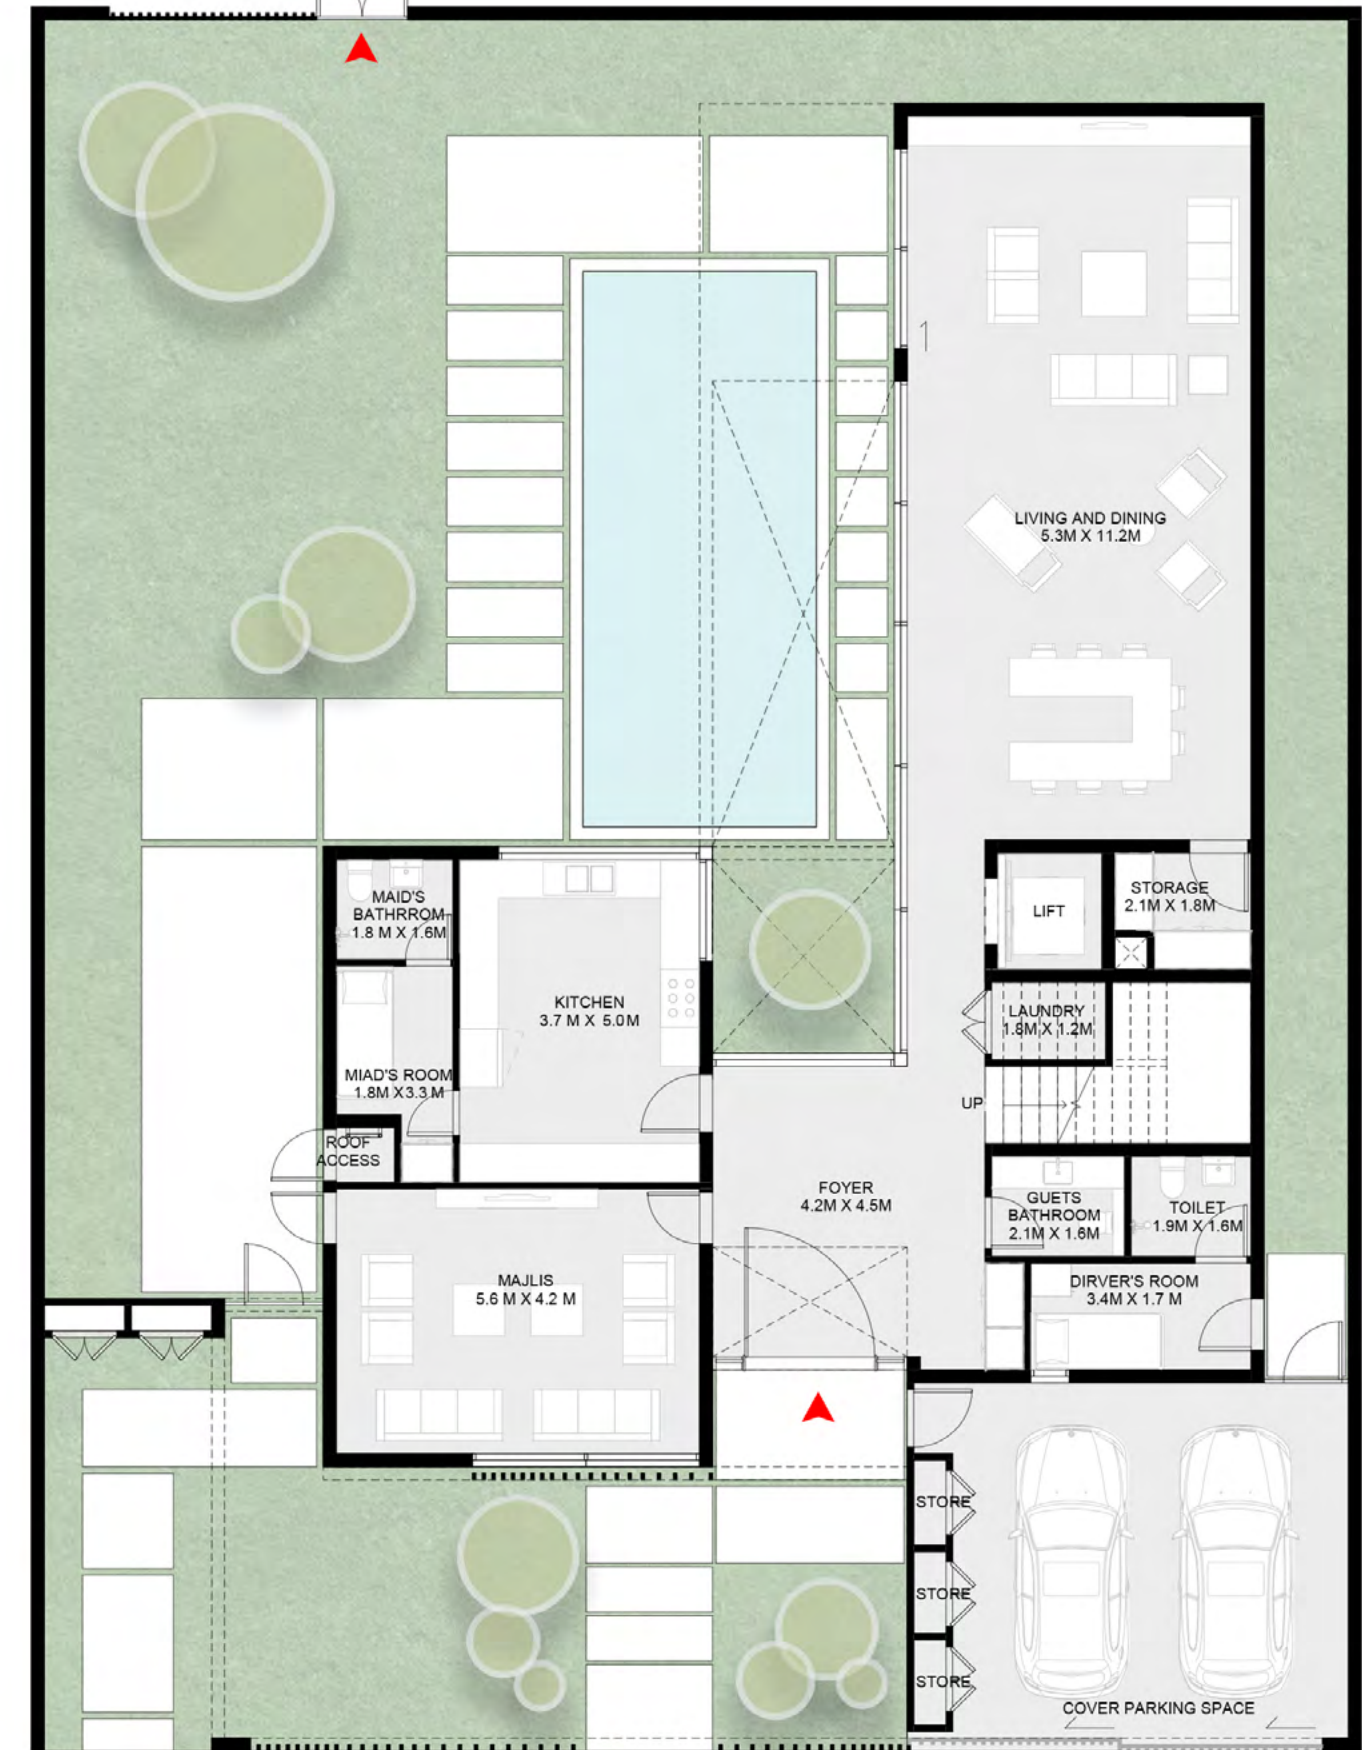 LIVING AND DINING
5.3M X 11.2M
MAID'S
BATHRROM
1.8 M X 1.6M
LIFT
STORAGE
2.1M X 1.8M
KITCHEN
3.7 M X 5.0M
LAUNDRY
1.8M X 1.2M
MIAD'S ROOM
1.8M X 3.3 M
UP
ROOF
ACCESS
FOYER
4.2M X 4.5M
GUETS
BATHROOM
2.1M X 1.6M
TOILET
1.9M X 1.6M
MAJLIS
5.6 M X 4.2 M
DIRVER'S ROOM
3.4M X 1.7 M
STORE
STORE
STORE
COVER PARKING SPACE